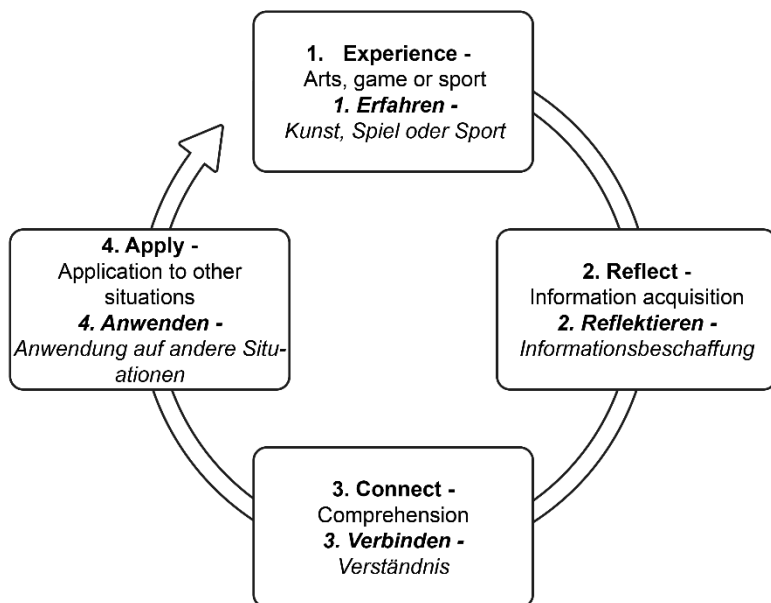 1. Experience -
Arts, game or sport
1. Erfahren -
Kunst, Spiel oder Sport
2. Reflect -
Information acquisition
2. Reflektieren -
Informationsbeschaffung
3. Connect -
Comprehension
3. Verbinden -
Verständnis
4. Apply -
Application to other
situations
4. Anwenden -
Anwendung auf andere Situ-
ationen